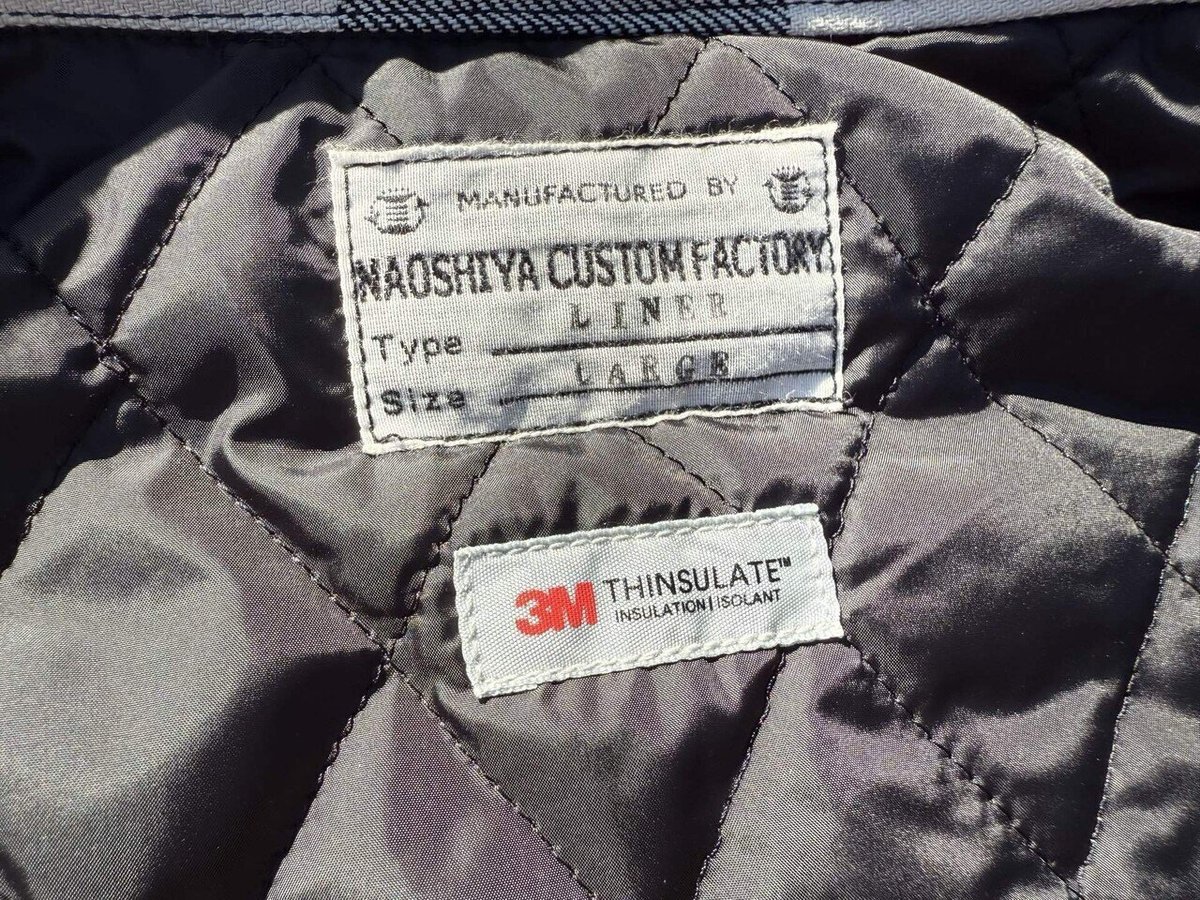 MANUFACTURED BY
NAOSHIYA CUSTOM FACTORY
Type LINER
Size LARGE
3M THINSULATE™
INSULATION | ISOLANT